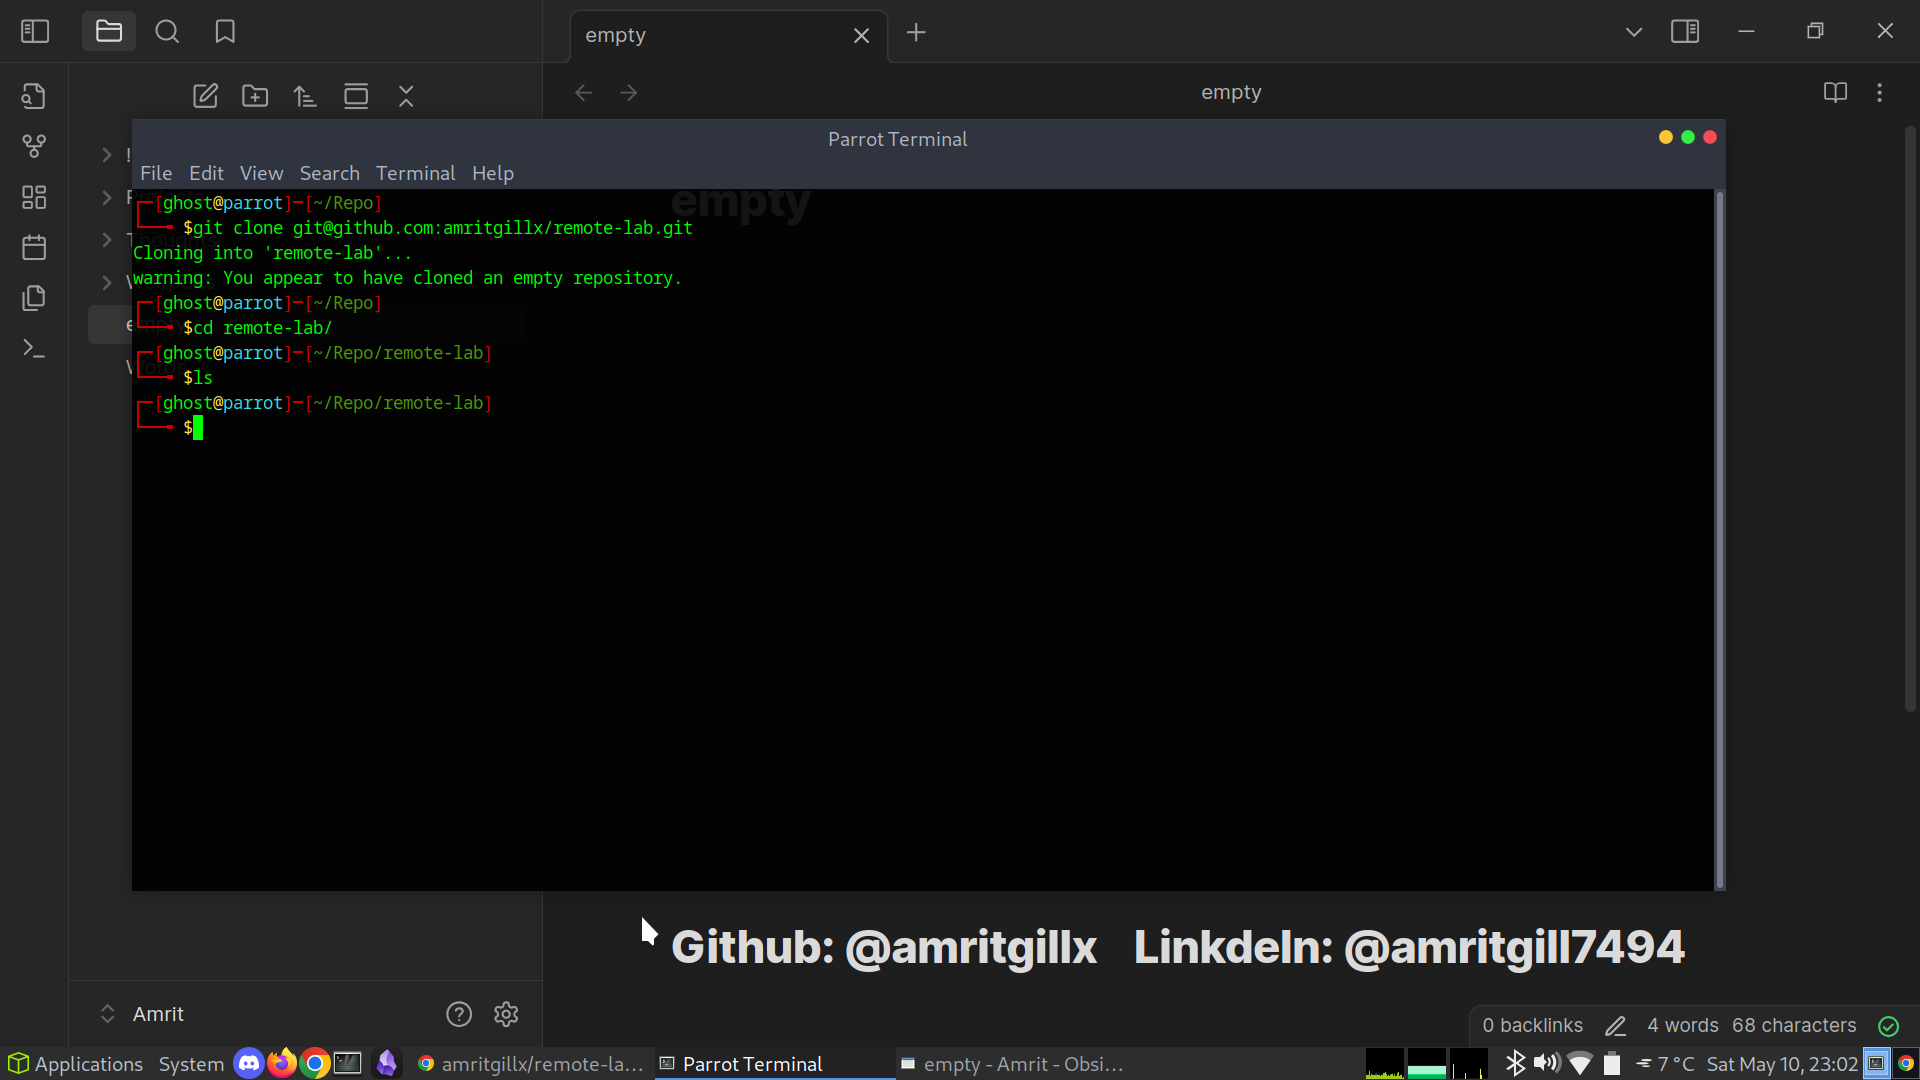 empty
empty
Parrot Terminal
File Edit View Search Terminal Help
empty
[ghost@parrot]-[~/Repo]
$git clone git@github.com:amritgillx/remote-lab.git
Cloning into 'remote-lab'...
warning: You appear to have cloned an empty repository.
[ghost@parrot]-[~/Repo]
$cd remote-lab/
[ghost@parrot]-[~/Repo/remote-lab]
$ls
[ghost@parrot]-[~/Repo/remote-lab]
$
Github: @amritgillx Linkdeln: @amritgill7494
Amrit
0 backlinks 4 words 68 characters
Applications System amritgillx/remote-la... Parrot Terminal empty - Amrit - Obsi... 7 °C Sat May 10, 23:02